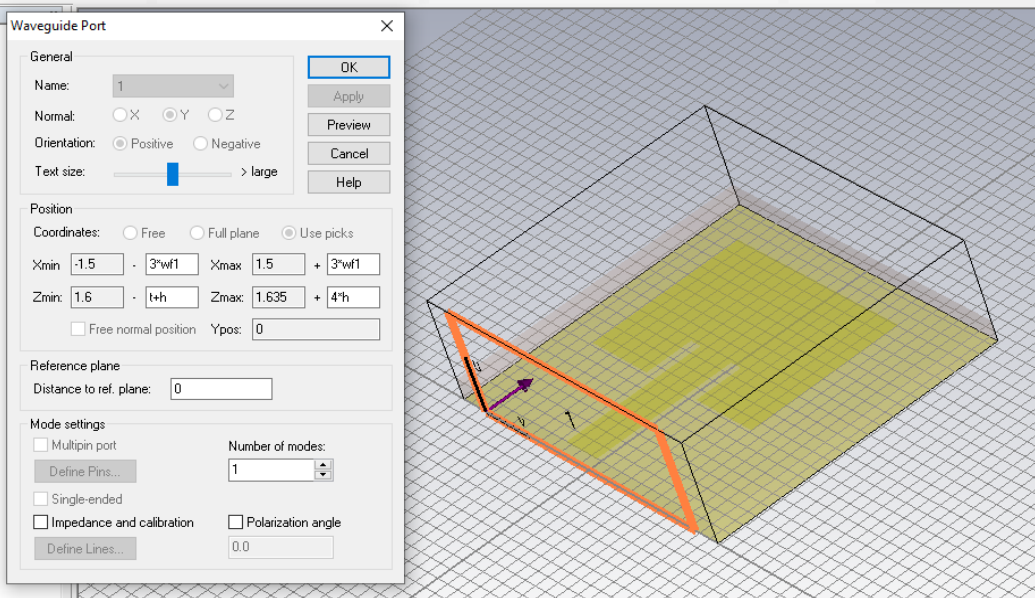 Waveguide Port
General
Name: 1
Normal: X Y Z
Orientation: Positive Negative
Text size: > large
OK
Apply
Preview
Cancel
Help
Position
Coordinates: Free Full plane Use picks
Xmin -1.5 - 3*wf1 Xmax 1.5 + 3*wf1
Zmin: 1.6 - t+h Zmax: 1.635 + 4*h
Free normal position Ypos: 0
Reference plane
Distance to ref. plane: 0
Mode settings
Multipin port Number of modes:
Define Pins... 1
Single-ended
Impedance and calibration Polarization angle
Define Lines... 0.0
1